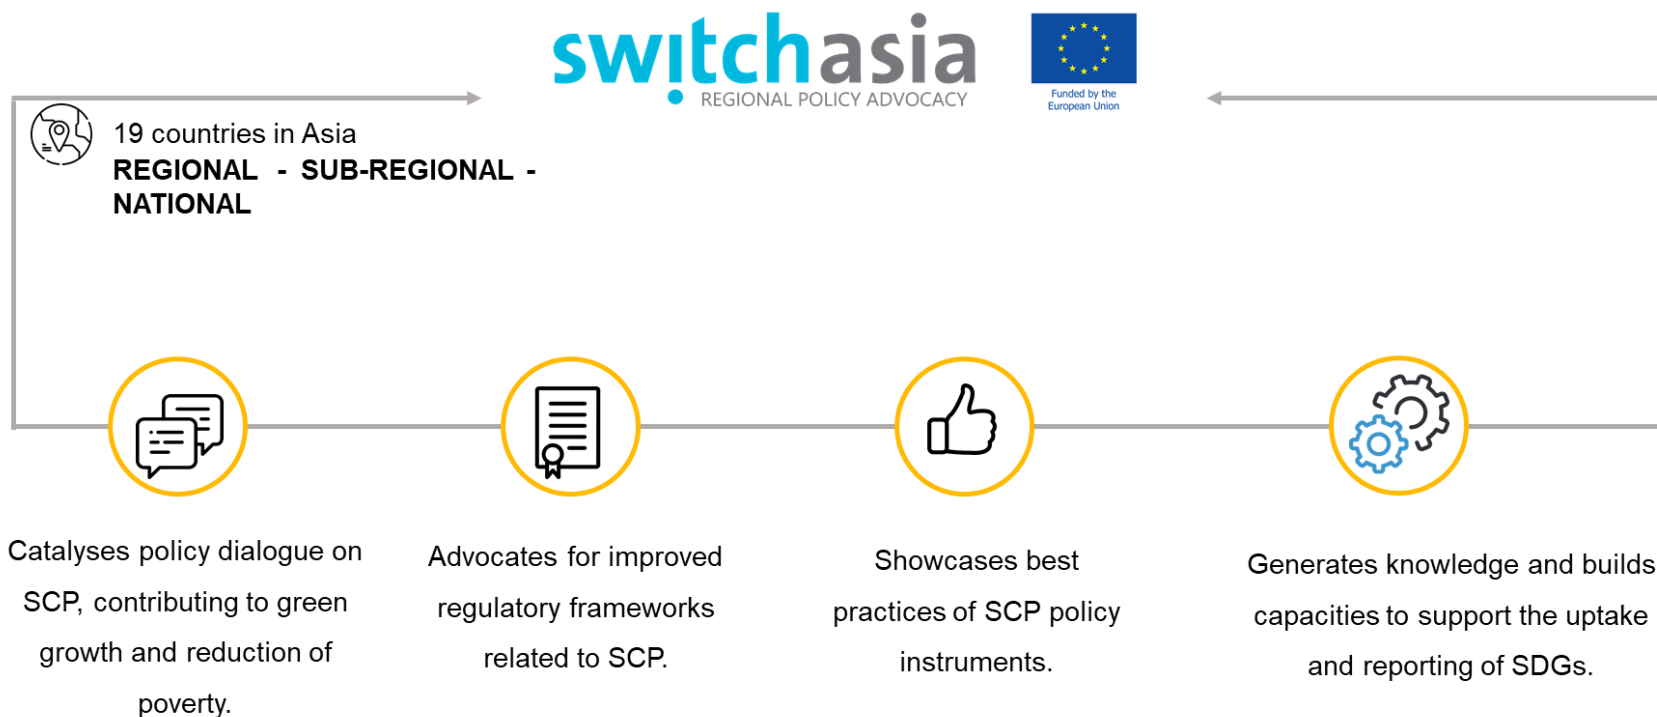 switchasia
REGIONAL POLICY ADVOCACY
Funded by the
European Union
19 countries in Asia
REGIONAL - SUB-REGIONAL -
NATIONAL
Catalyses policy dialogue on
SCP, contributing to green
growth and reduction of
poverty.
Advocates for improved
regulatory frameworks
related to SCP.
Showcases best
practices of SCP policy
instruments.
Generates knowledge and builds
capacities to support the uptake
and reporting of SDGs.